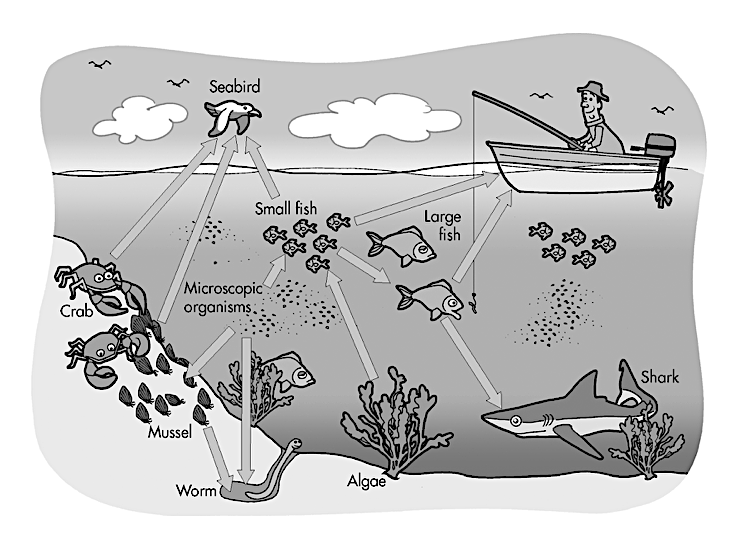 Seabird
Small fish
Large
fish
Microscopic
organisms
Crab
Shark
Mussel
Worm
Algae